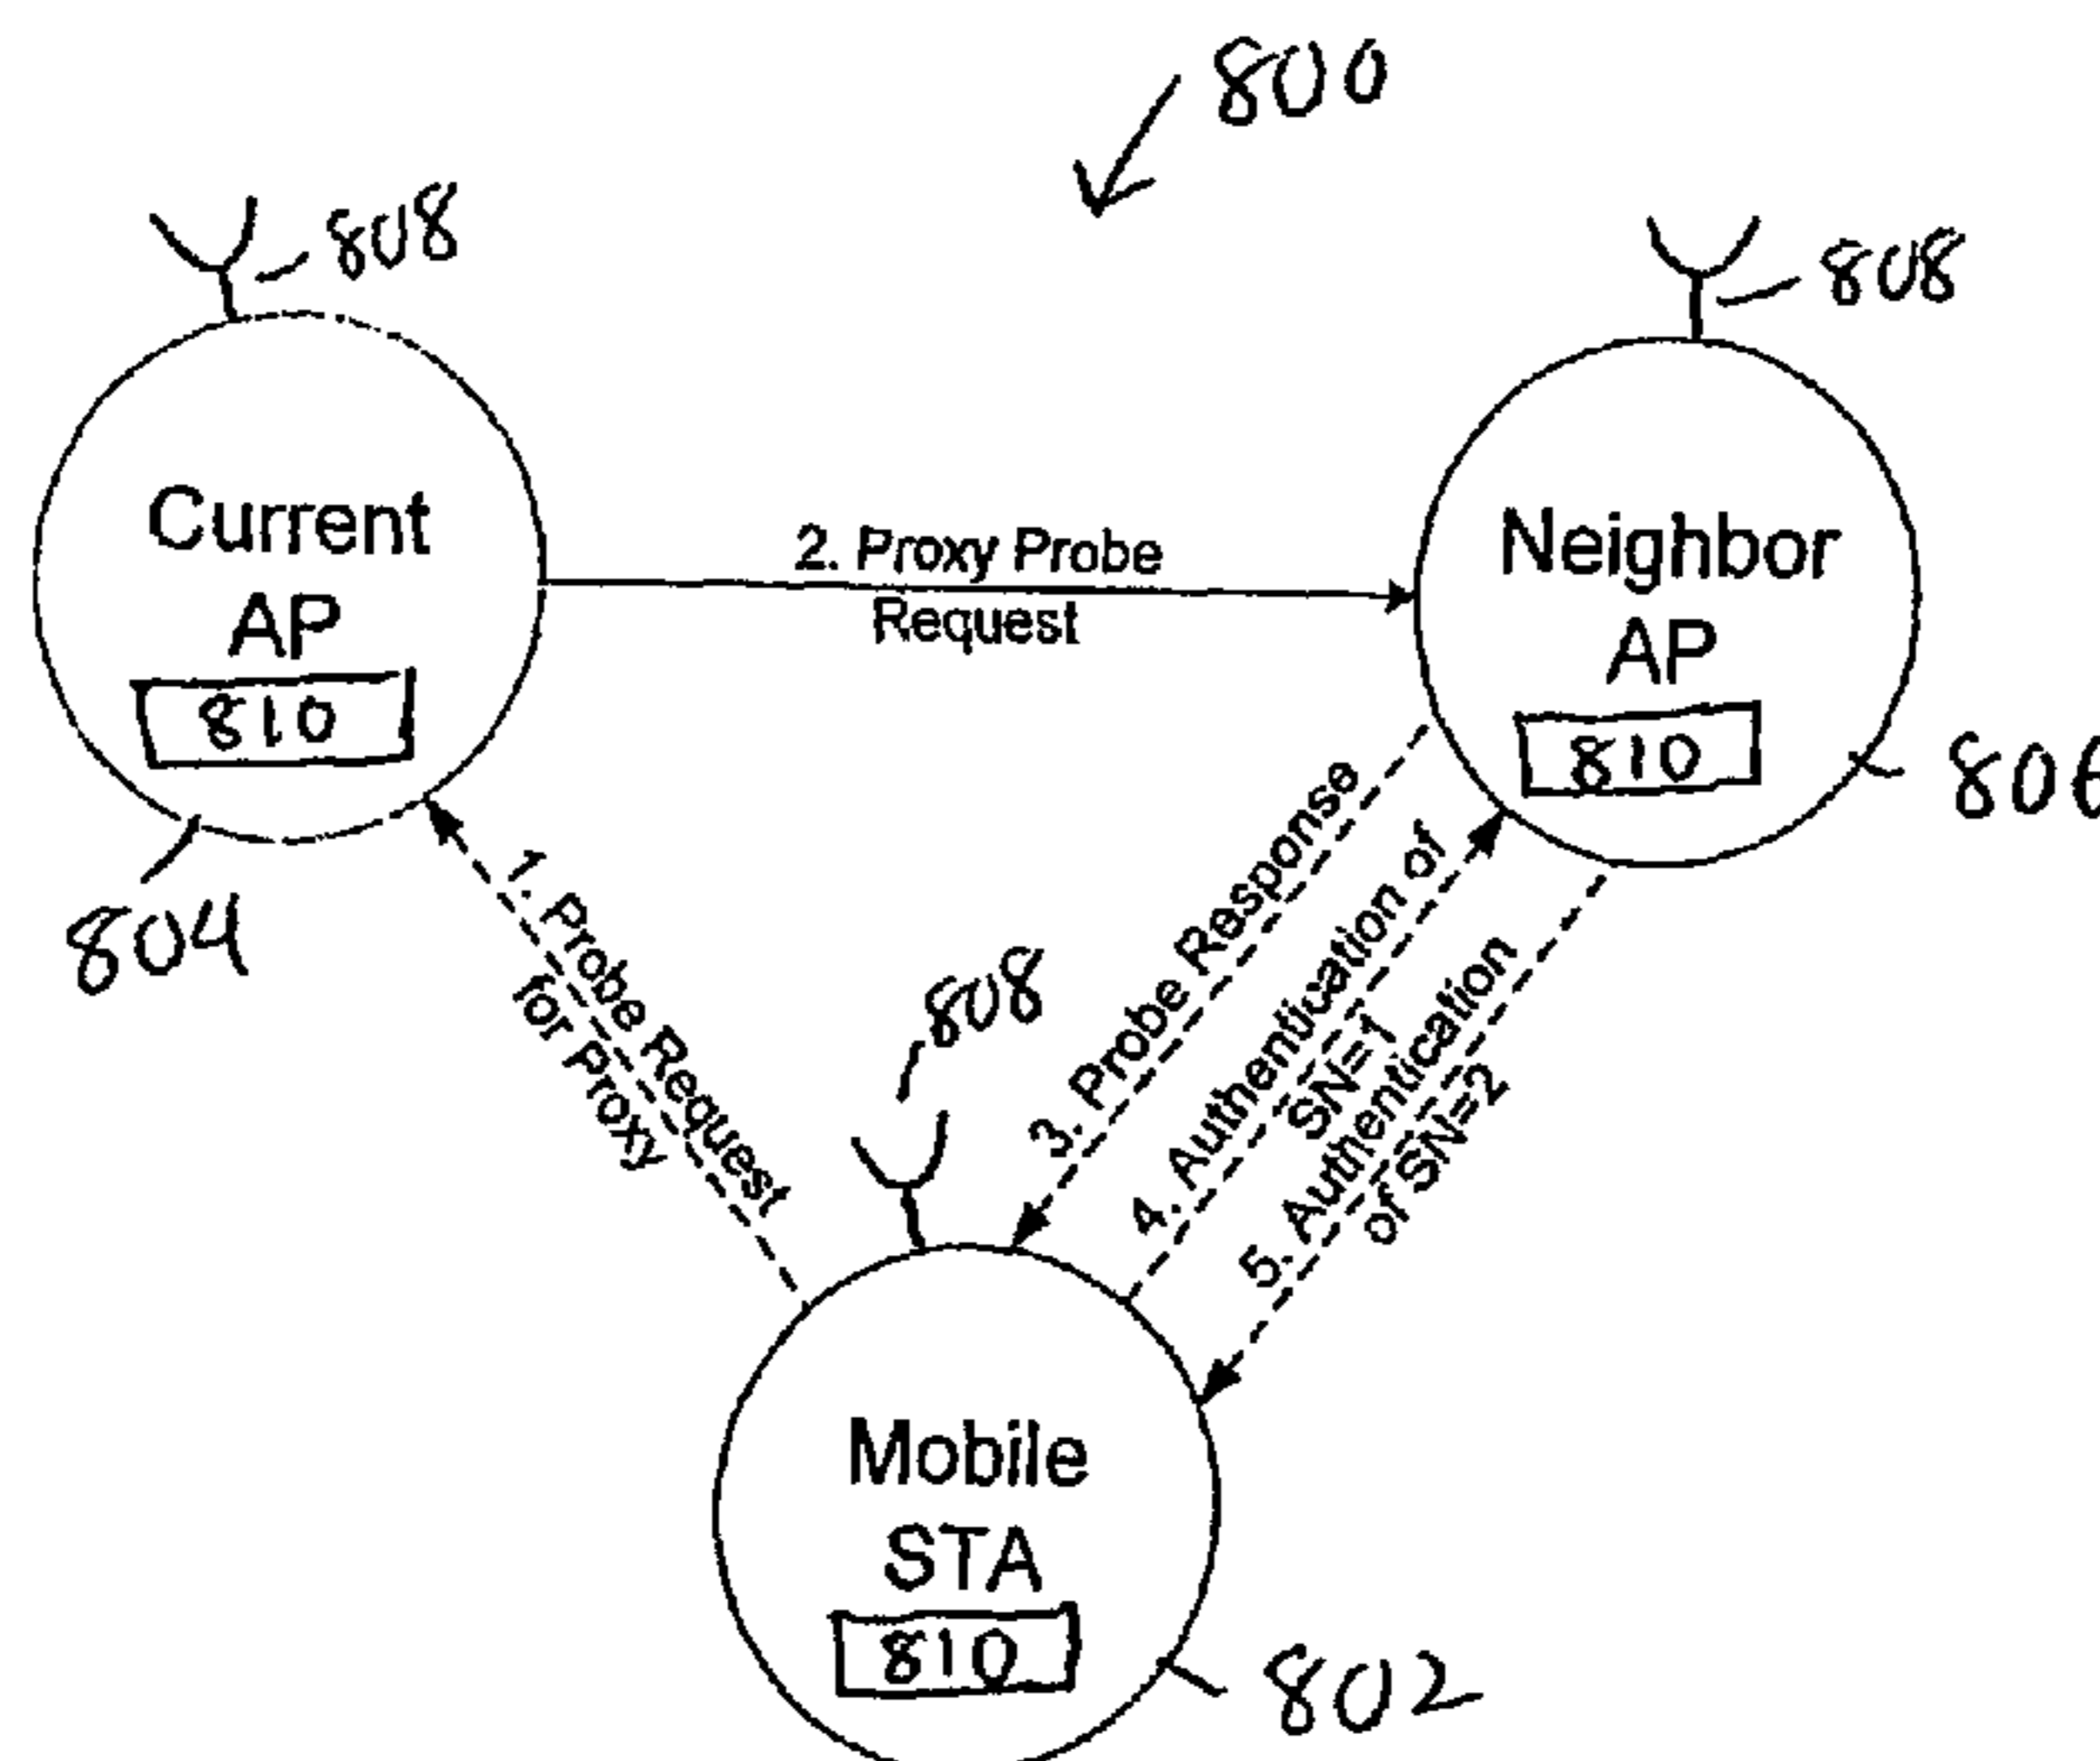 800
808
808
Current
AP
810
2. Proxy Probe
Request
Neighbor
AP
810
806
804
1. Probe Request
for Proxy
808
3. Probe Response
4. Authentication of
SN=1
5. Authentication
of SN=2
Mobile
STA
810
802